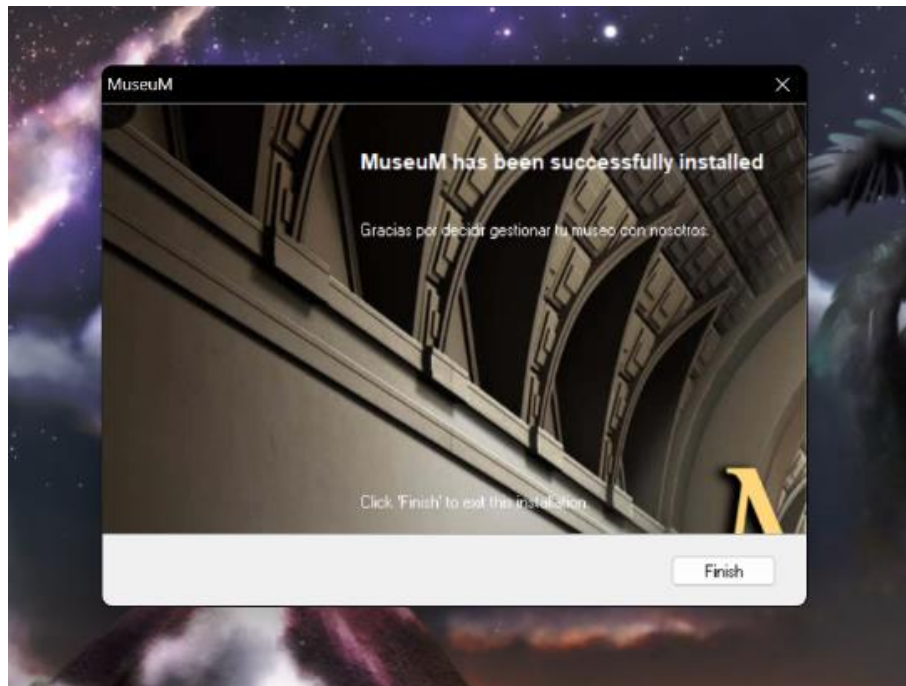 MuseuM
MuseuM has been successfully installed
Gracias por decidir gestionar tu museo con nosotros.
Click 'Finish' to exit this installation.
Finish